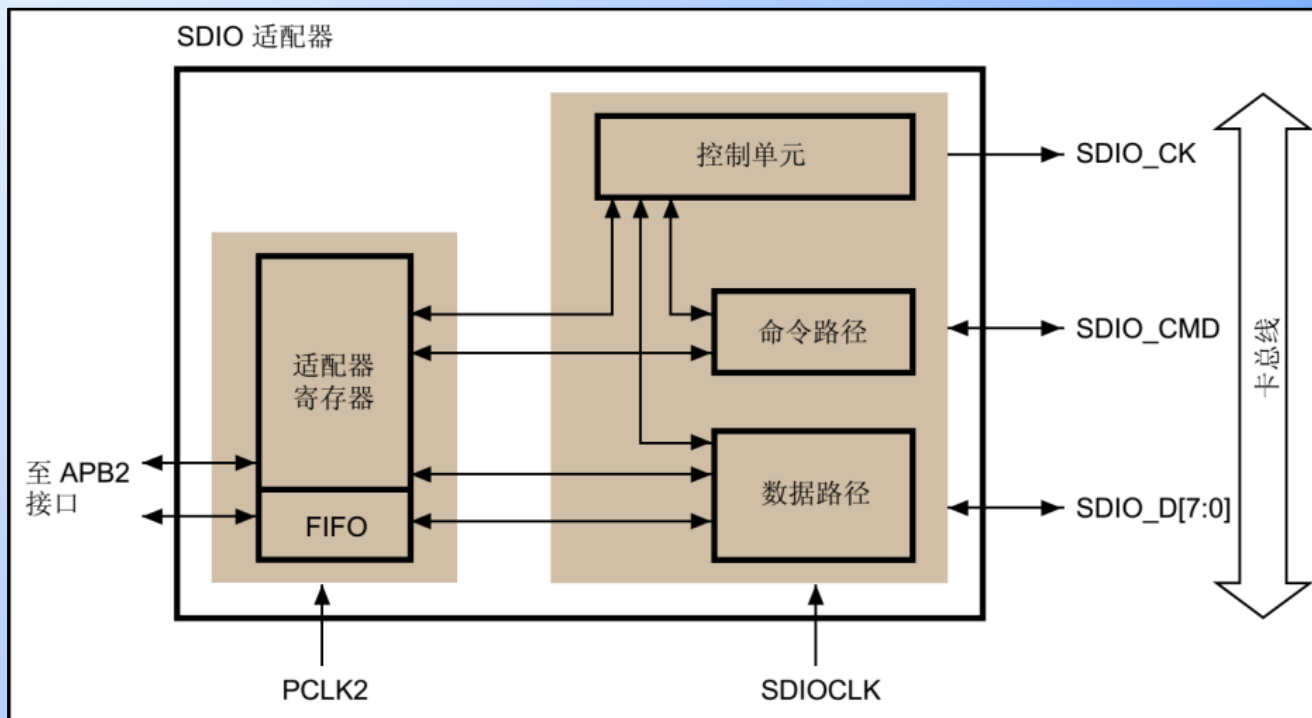 SDIO 适配器
控制单元
SDIO_CK
命令路径
SDIO_CMD
卡总线
适配器
寄存器
至 APB2
接口
FIFO
数据路径
SDIO_D[7:0]
PCLK2
SDIOCLK